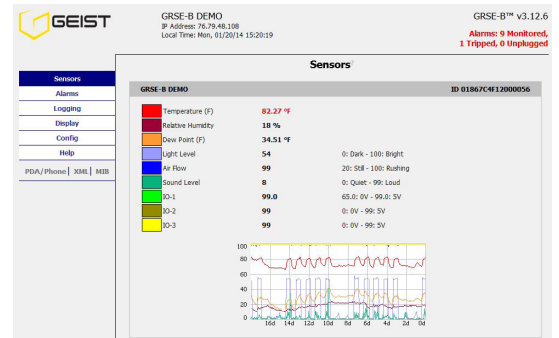 GEIST
GRSE-B DEMO
IP Address: 76.79.48.108
Local Time: Mon, 01/20/14 15:20:19
GRSE-B™ v3.12.6
Alarms: 9 Monitored,
1 Tripped, 0 Unplugged
Sensors?
Sensors
Alarms
Logging
Display
Config
Help
PDA/Phone| XML| MIB
GRSE-B DEMO ID 01867C4F12000056
Temperature (F) 82.27 °F
Relative Humidity 18 %
Dew Point (F) 34.51 °F
Light Level 54 0: Dark - 100: Bright
Air Flow 99 20: Still - 100: Rushing
Sound Level 8 0: Quiet - 99: Loud
IO-1 99.0 65.0: 0V - 99.0: 5V
IO-2 99 0: 0V - 99: 5V
IO-3 99 0: 0V - 99: 5V
100
80
60
40
20
0
16d 14d 12d 10d 8d 6d 4d 2d 0d